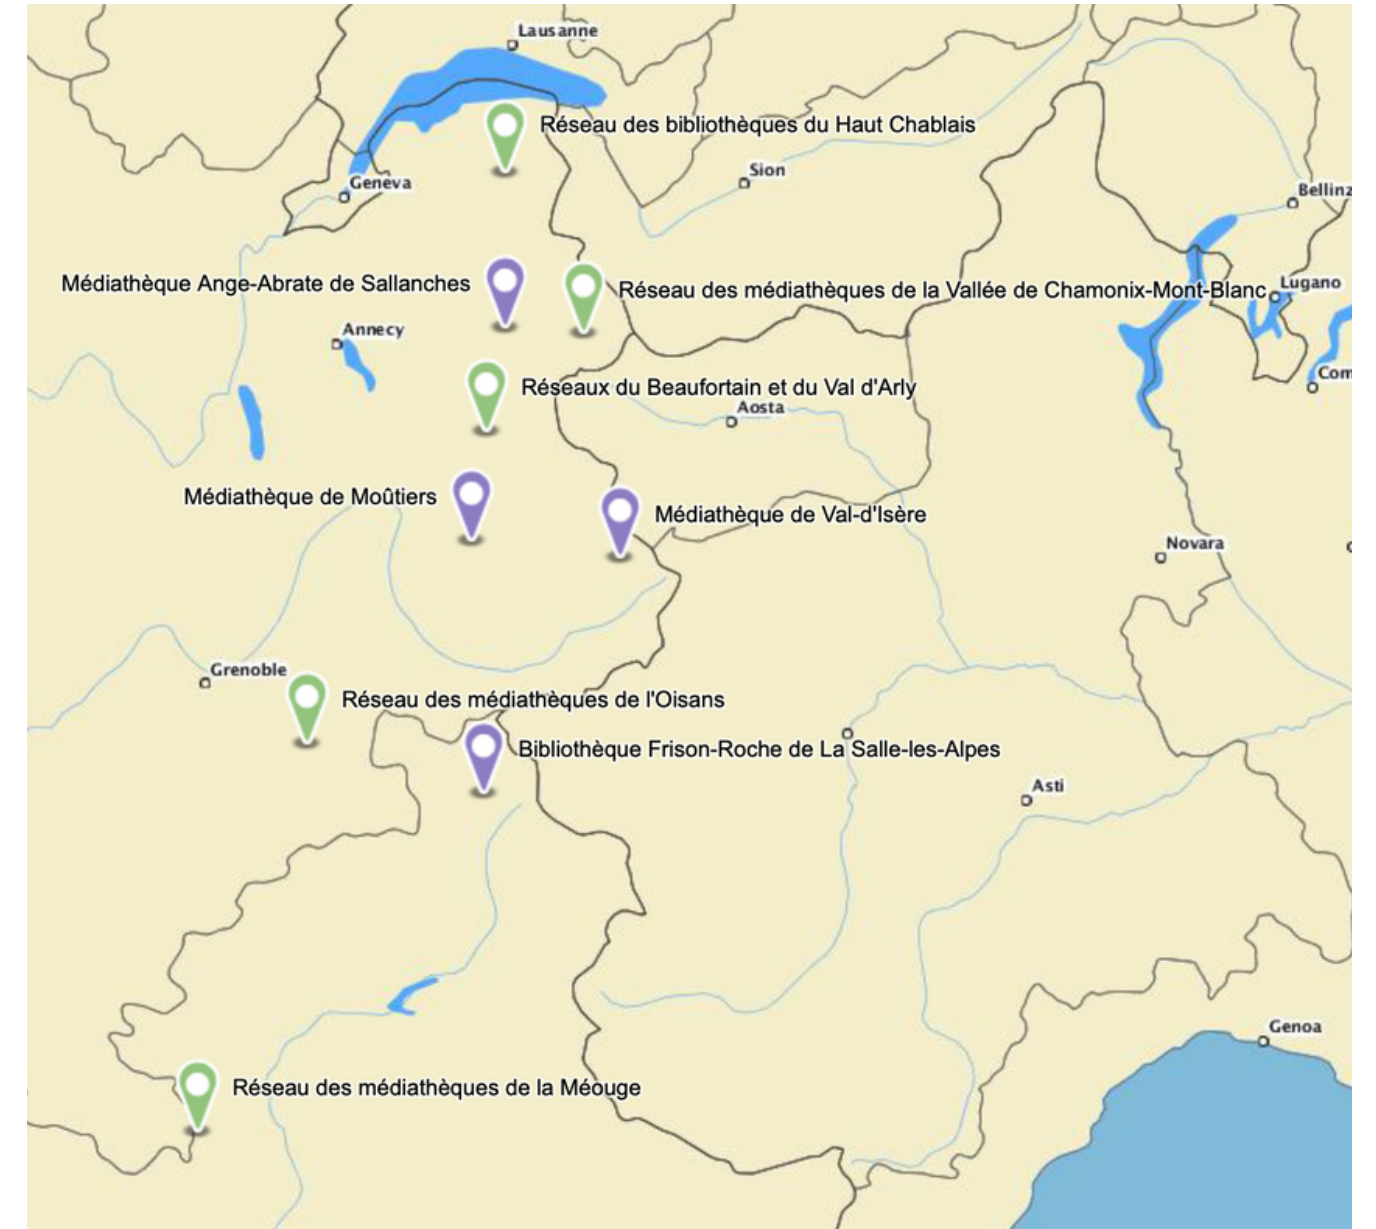 Lausanne
Réseau des bibliothèques du Haut Chablais
Sion
Geneva
Bellinz
Médiathèque Ange-Abrate de Sallanches
Réseau des médiathèques de la Vallée de Chamonix-Mont-Blanc
Lugano
Annecy
Com
Réseaux du Beaufortain et du Val d'Arly
Aosta
Médiathèque de Moûtiers
Médiathèque de Val-d'Isère
Novara
Grenoble
Réseau des médiathèques de l'Oisans
Bibliothèque Frison-Roche de La Salle-les-Alpes
Asti
Genoa
Réseau des médiathèques de la Méouge